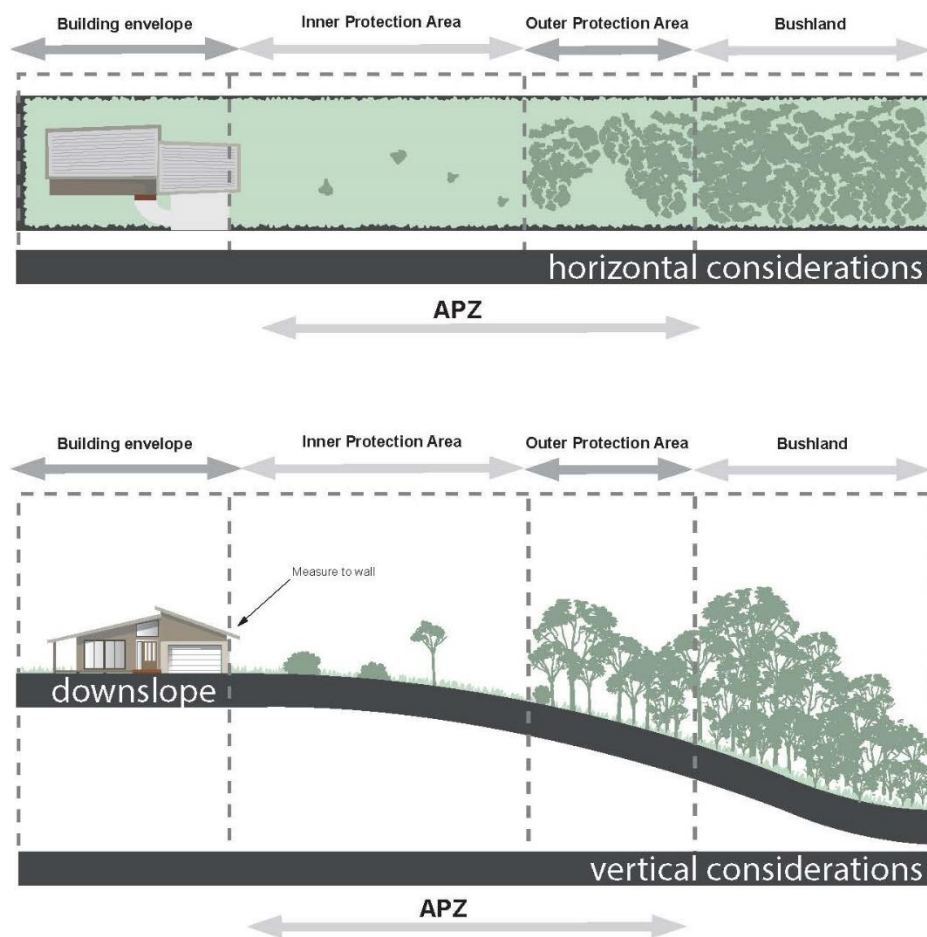 Building envelope
Inner Protection Area
Outer Protection Area
Bushland
horizontal considerations
APZ
Building envelope
Inner Protection Area
Outer Protection Area
Bushland
Measure to wall
downslope
vertical considerations
APZ